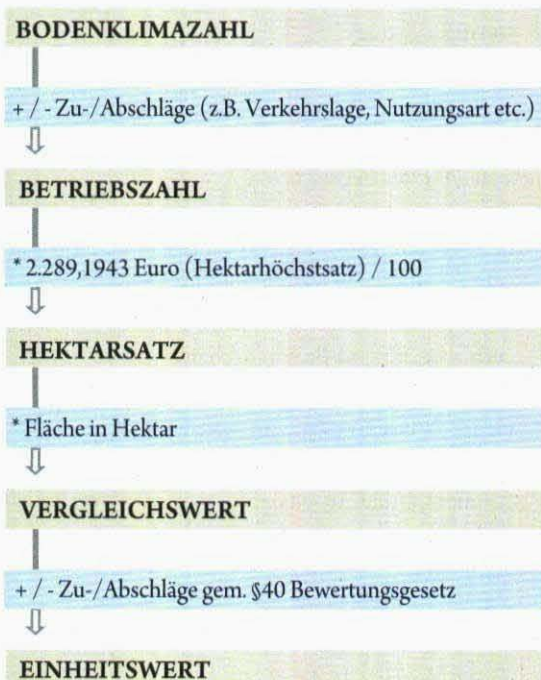 BODENKLIMAZAHL
+ / - Zu-/Abschläge (z.B. Verkehrslage, Nutzungsart etc.)
BETRIEBSZAHL
* 2.289,1943 Euro (Hektarhöchstsatz) / 100
HEKTARSATZ
* Fläche in Hektar
VERGLEICHSWERT
+ / - Zu-/Abschläge gem. §40 Bewertungsgesetz
EINHEITSWERT